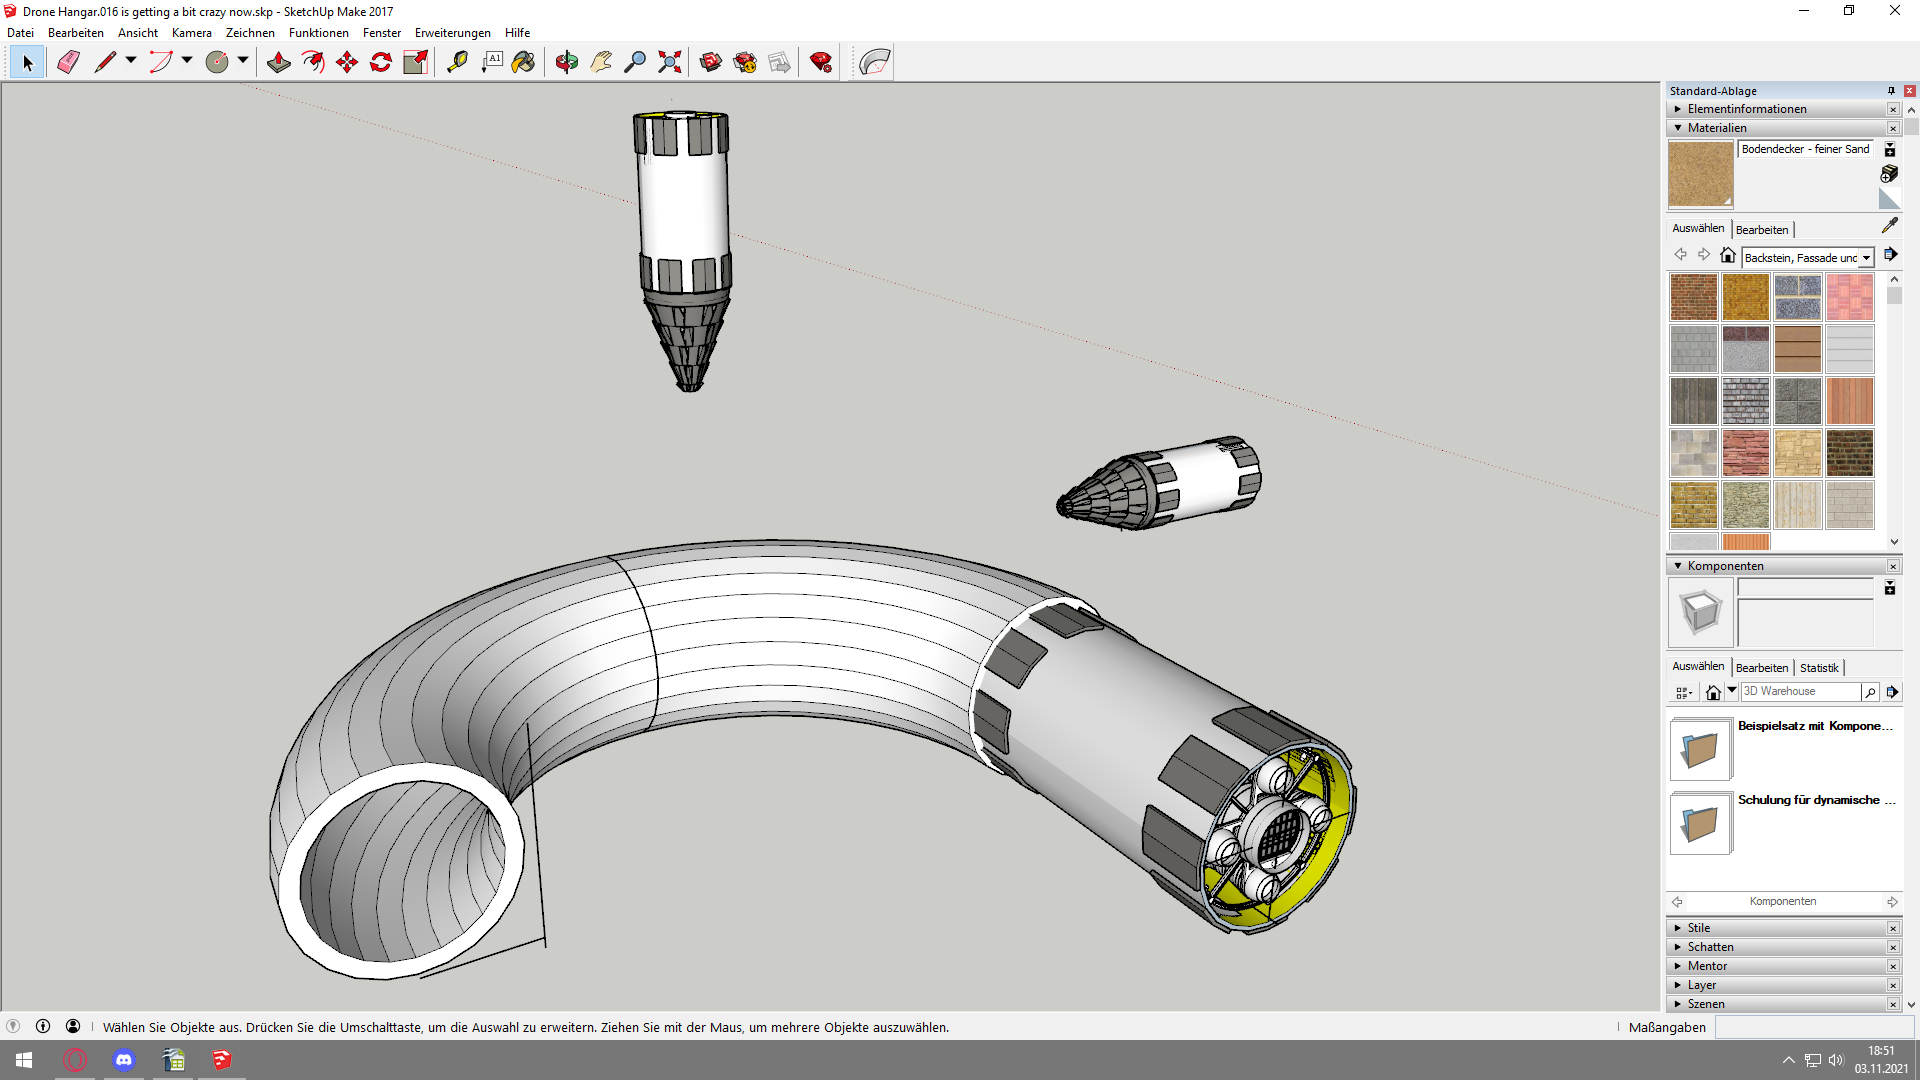 Drone Hangar.016 is getting a bit crazy now.skp - SketchUp Make 2017
Datei Bearbeiten Ansicht Kamera Zeichnen Funktionen Fenster Erweiterungen Hilfe
A1
Standard-Ablage
Elementinformationen
Materialien
Bodendecker - feiner Sand
Auswählen Bearbeiten
Backstein, Fassade und
Komponenten
Auswählen Bearbeiten Statistik
3D Warehouse
Beispielsatz mit Kompone...
Schulung für dynamische ...
Komponenten
Stile
Schatten
Mentor
Layer
Szenen
Wählen Sie Objekte aus. Drücken Sie die Umschalttaste, um die Auswahl zu erweitern. Ziehen Sie mit der Maus, um mehrere Objekte auszuwählen.
Maßangaben
18:51
03.11.2021